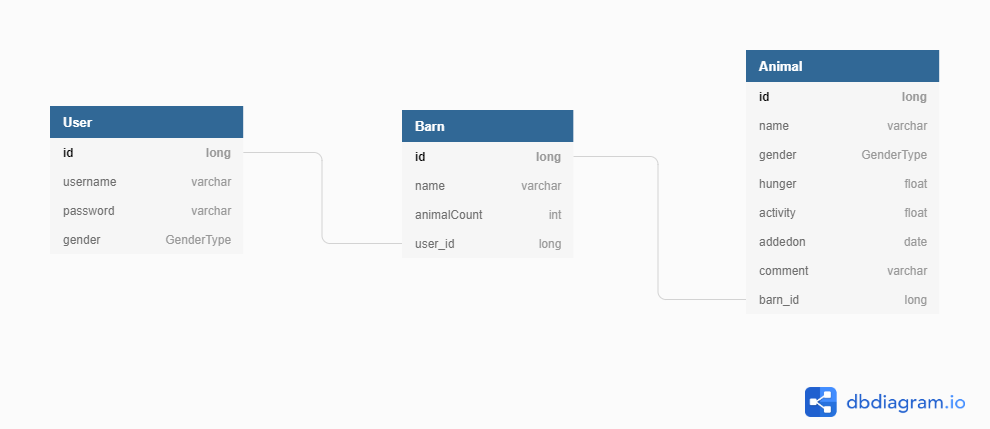 User
id long
username varchar
password varchar
gender GenderType
Barn
id long
name varchar
animalCount int
user_id long
Animal
id long
name varchar
gender GenderType
hunger float
activity float
addedon date
comment varchar
barn_id long
dbdiagram.io